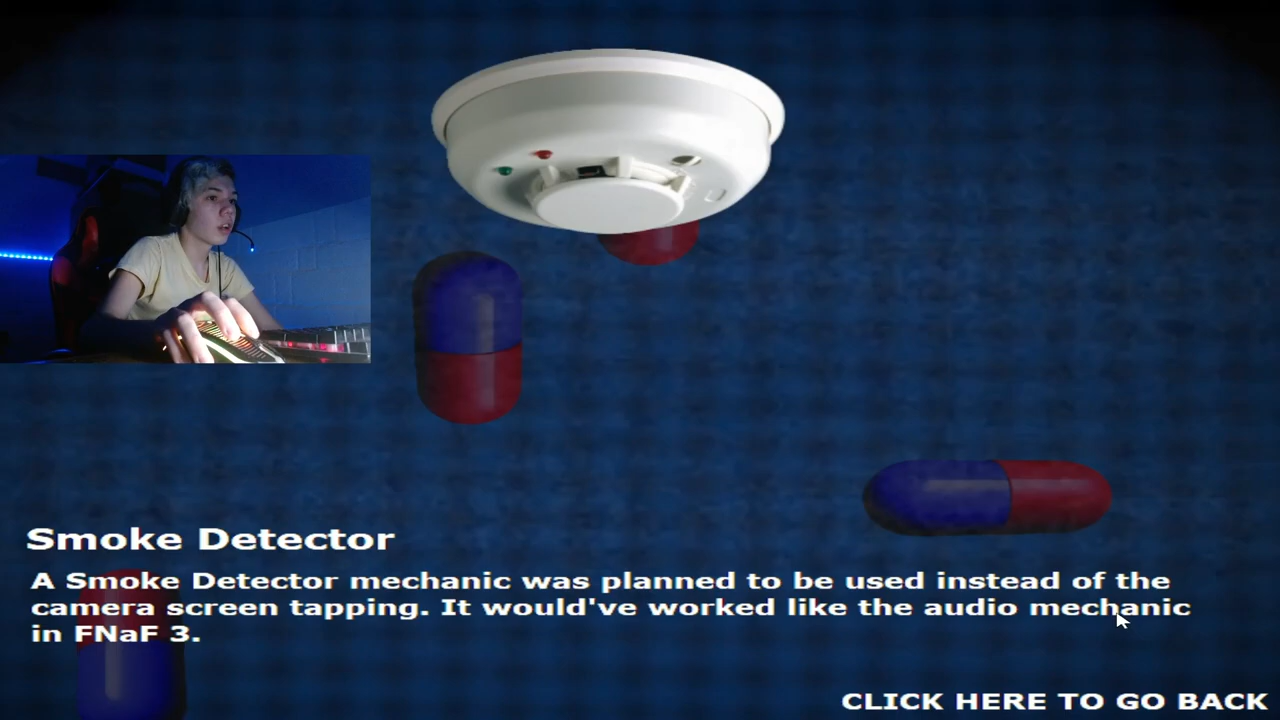 Smoke Detector
A Smoke Detector mechanic was planned to be used instead of the
camera screen tapping. It would've worked like the audio mechanic
in FNaF 3.
CLICK HERE TO GO BACK